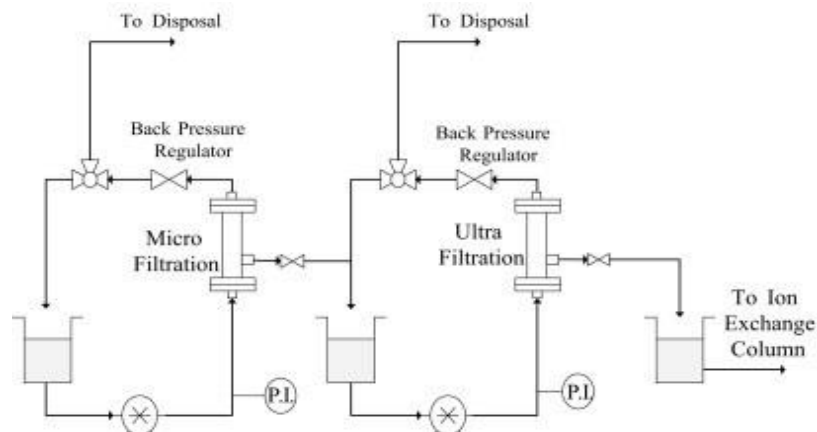 To Disposal
To Disposal
Back Pressure
Regulator
Back Pressure
Regulator
Micro
Filtration
Ultra
Filtration
To Ion
Exchange
Column
P.I.
P.I.